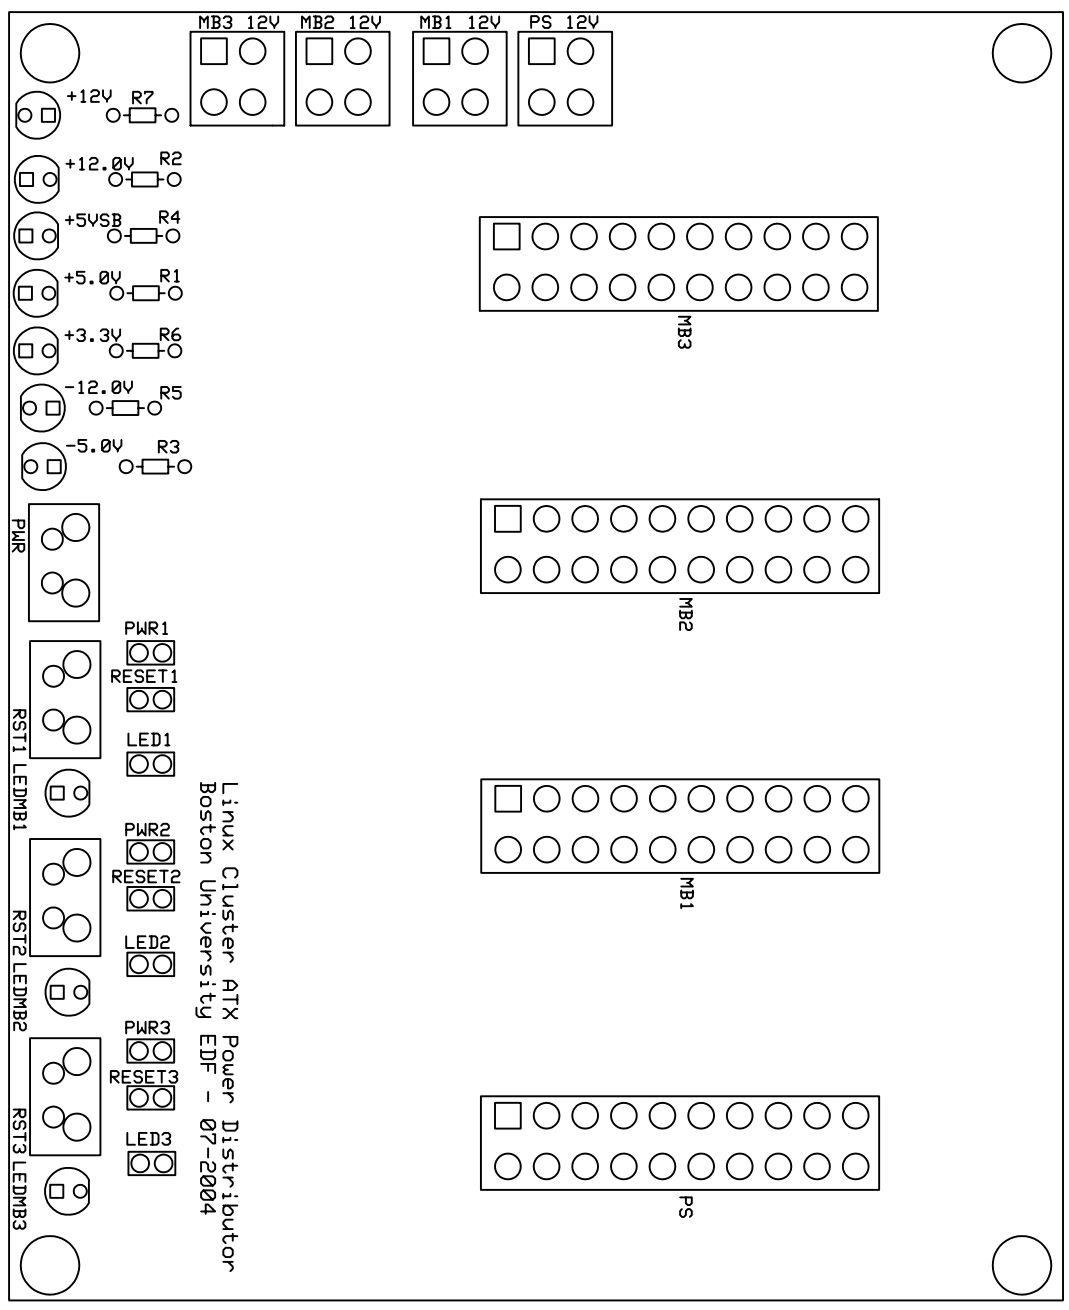 MB3 12V
MB2 12V
MB1 12V
PS 12V
+12V
R7
+12.0V
R2
+5VSB
R4
+5.0V
R1
+3.3V
R6
-12.0V
R5
-5.0V
R3
MB3
PWR
MB2
PWR1
RESET1
RST1
LED1
LEDMB1
Linux Cluster ATX Power Distributor
Boston University EDF - 07-2004
PWR2
RESET2
MB1
RST2
LED2
LEDMB2
PWR3
RESET3
RST3
LED3
LEDMB3
PS